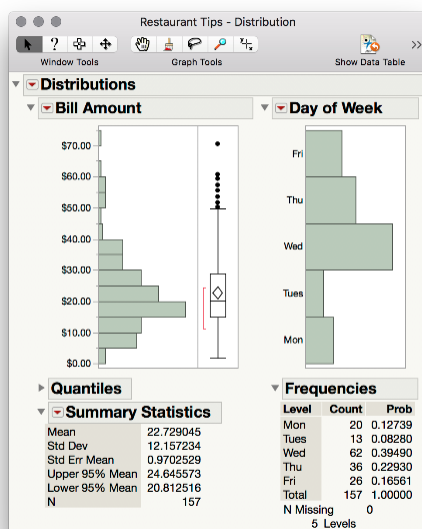 Restaurant Tips - Distribution
Window Tools
Graph Tools
Show Data Table
Distributions
Bill Amount
$70.00
$60.00
$50.00
$40.00
$30.00
$20.00
$10.00
$0.00
Quantiles
Summary Statistics
Mean 22.729045
Std Dev 12.157234
Std Err Mean 0.9702529
Upper 95% Mean 24.645573
Lower 95% Mean 20.812516
N 157
Day of Week
Fri
Thu
Wed
Tues
Mon
Frequencies
Level Count Prob
Mon 20 0.12739
Tues 13 0.08280
Wed 62 0.39490
Thu 36 0.22930
Fri 26 0.16561
Total 157 1.00000
N Missing 0
5 Levels